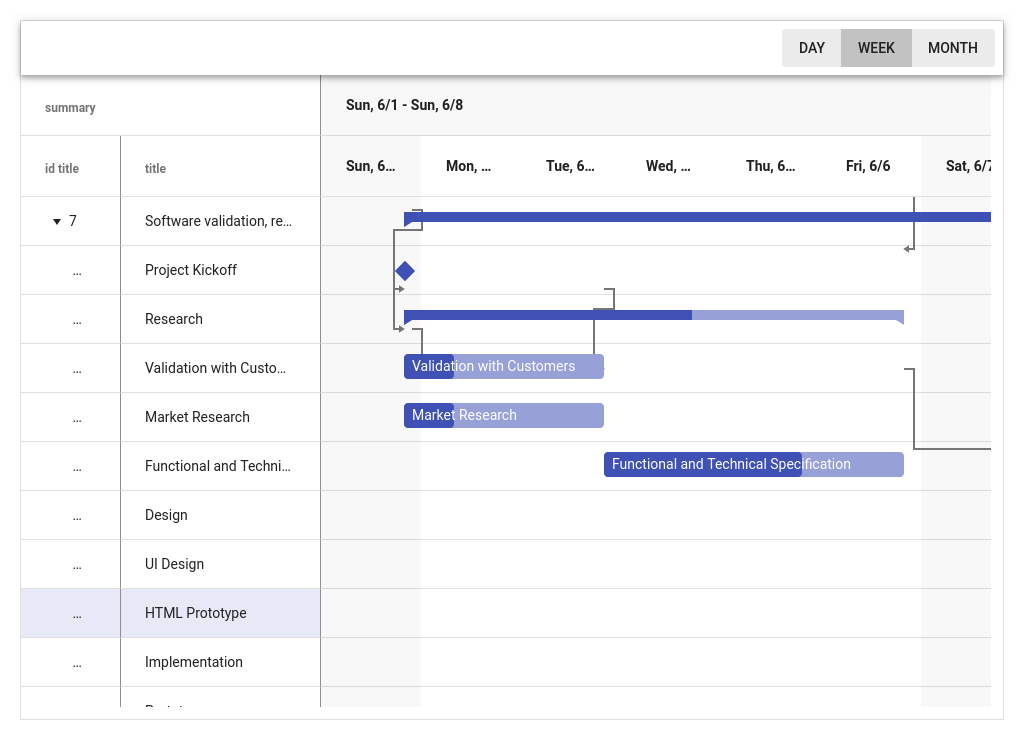 DAY WEEK MONTH
summary
Sun, 6/1 - Sun, 6/8
id title title Sun, 6... Mon, ... Tue, 6... Wed, ... Thu, 6... Fri, 6/6 Sat, 6/7
7 Software validation, re...
... Project Kickoff
... Research
... Validation with Custo... Validation with Customers
... Market Research Market Research
... Functional and Techni... Functional and Technical Specification
... Design
... UI Design
... HTML Prototype
... Implementation